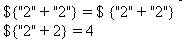 ${"2" + "2"} = $ {"2" + "2"}
${"2" + 2} = 4